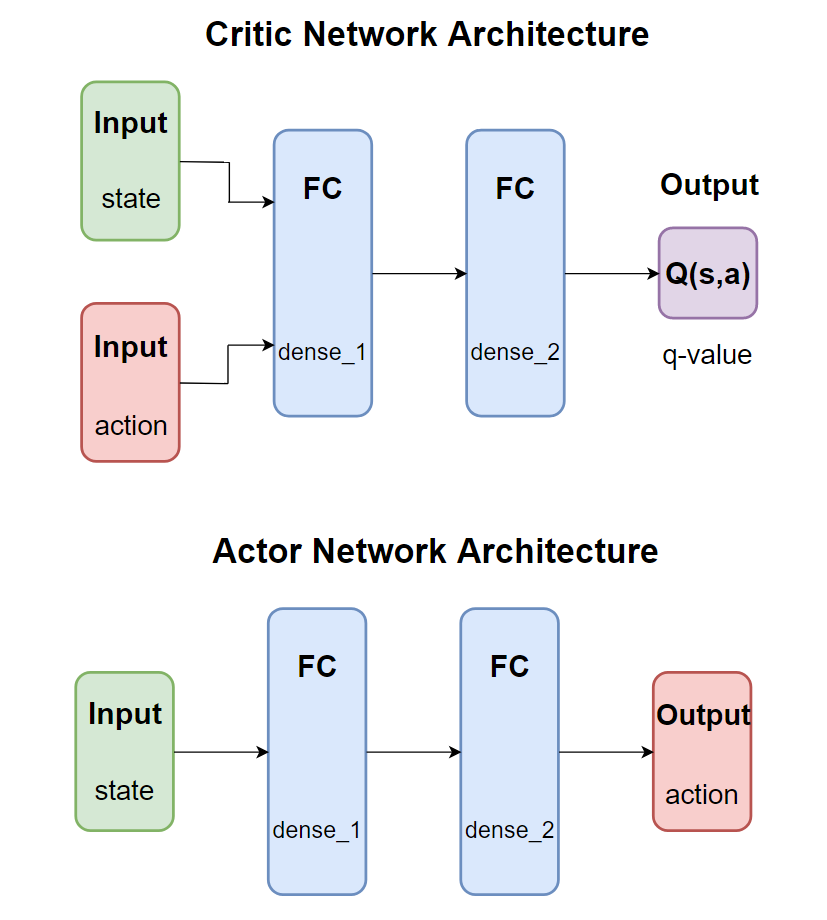 Critic Network Architecture
Input
state
Input
action
FC
dense_1
FC
dense_2
Output
Q(s,a)
q-value
Actor Network Architecture
Input
state
FC
dense_1
FC
dense_2
Output
action